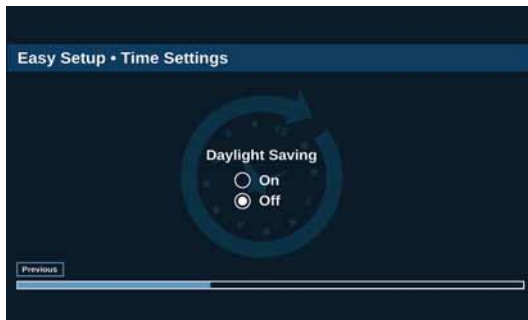 Easy Setup • Time Settings
Daylight Saving
On
Off
Previous